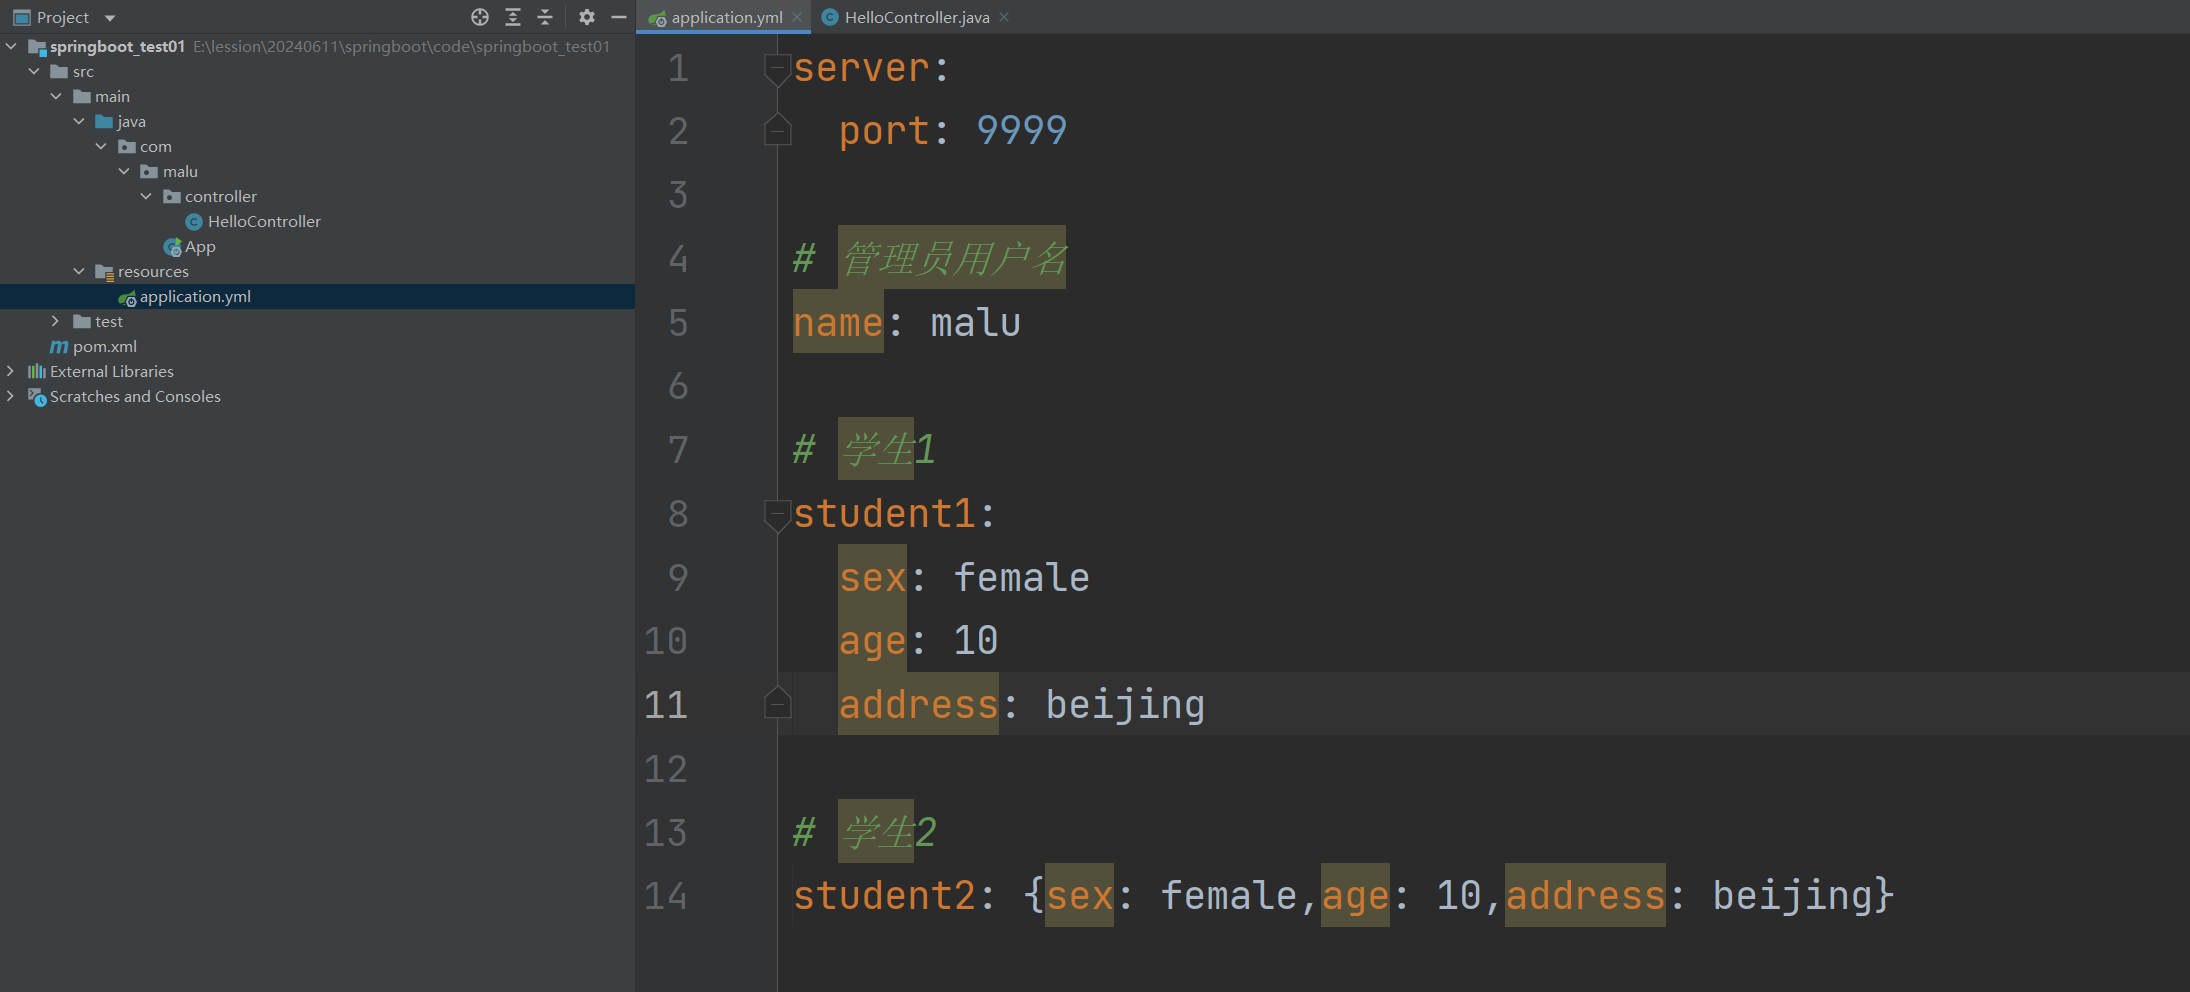 Project
springboot_test01 E:\lession\20240611\springboot\code\springboot_test01
src
main
java
com
malu
controller
HelloController
App
resources
application.yml
test
pom.xml
External Libraries
Scratches and Consoles
application.yml HelloController.java
1 server:
2 port: 9999
3
4 # 管理员用户名
5 name: malu
6
7 # 学生1
8 student1:
9 sex: female
10 age: 10
11 address: beijing
12
13 # 学生2
14 student2: {sex: female,age: 10,address: beijing}